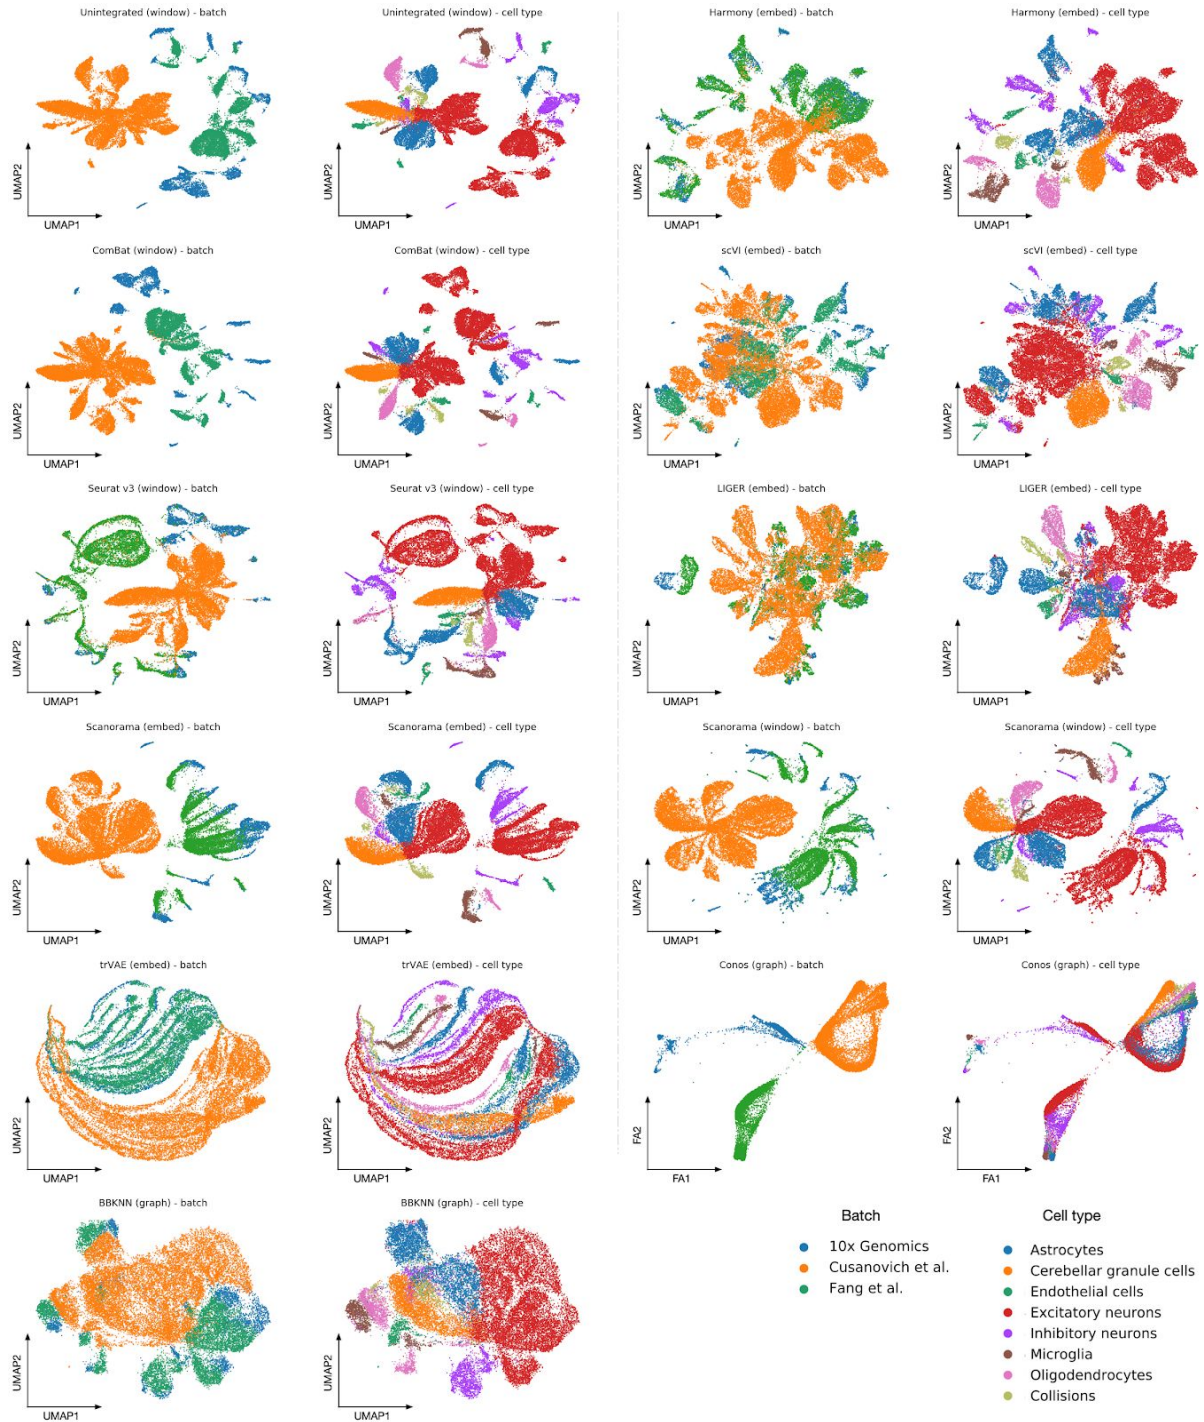 Unintegrated (window) - batch
Unintegrated (window) - cell type
Harmony (embed) - batch
Harmony (embed) - cell type
UMAP2
UMAP2
UMAP2
UMAP2
UMAP1
UMAP1
UMAP1
UMAP1
ComBat (window) - batch
ComBat (window) - cell type
scVI (embed) - batch
scVI (embed) - cell type
UMAP2
UMAP2
UMAP2
UMAP2
UMAP1
UMAP1
UMAP1
UMAP1
Seurat v3 (window) - batch
Seurat v3 (window) - cell type
LIGER (embed) - batch
LIGER (embed) - cell type
UMAP2
UMAP2
UMAP2
UMAP2
UMAP1
UMAP1
UMAP1
UMAP1
Scanorama (embed) - batch
Scanorama (embed) - cell type
Scanorama (window) - batch
Scanorama (window) - cell type
UMAP2
UMAP2
UMAP2
UMAP2
UMAP1
UMAP1
UMAP1
UMAP1
trVAE (embed) - batch
trVAE (embed) - cell type
Conos (graph) - batch
Conos (graph) - cell type
UMAP2
UMAP2
FA2
FA2
UMAP1
UMAP1
FA1
FA1
BBKNN (graph) - batch
BBKNN (graph) - cell type
UMAP2
UMAP2
UMAP1
UMAP1
Batch
10x Genomics
Cusanovich et al.
Fang et al.
Cell type
Astrocytes
Cerebellar granule cells
Endothelial cells
Excitatory neurons
Inhibitory neurons
Microglia
Oligodendrocytes
Collisions